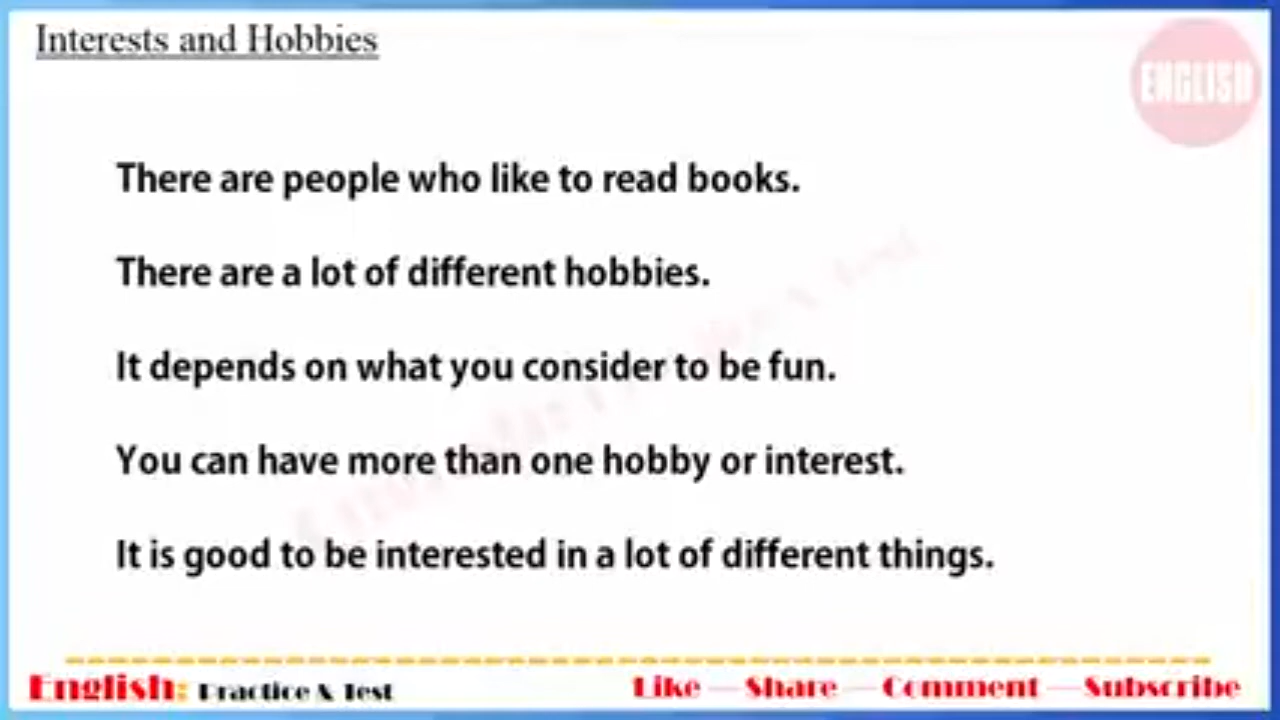 Interests and Hobbies
ENGLISH
There are people who like to read books.
There are a lot of different hobbies.
It depends on what you consider to be fun.
You can have more than one hobby or interest.
It is good to be interested in a lot of different things.
English: Practice & Test
Like — Share — Comment — Subscribe